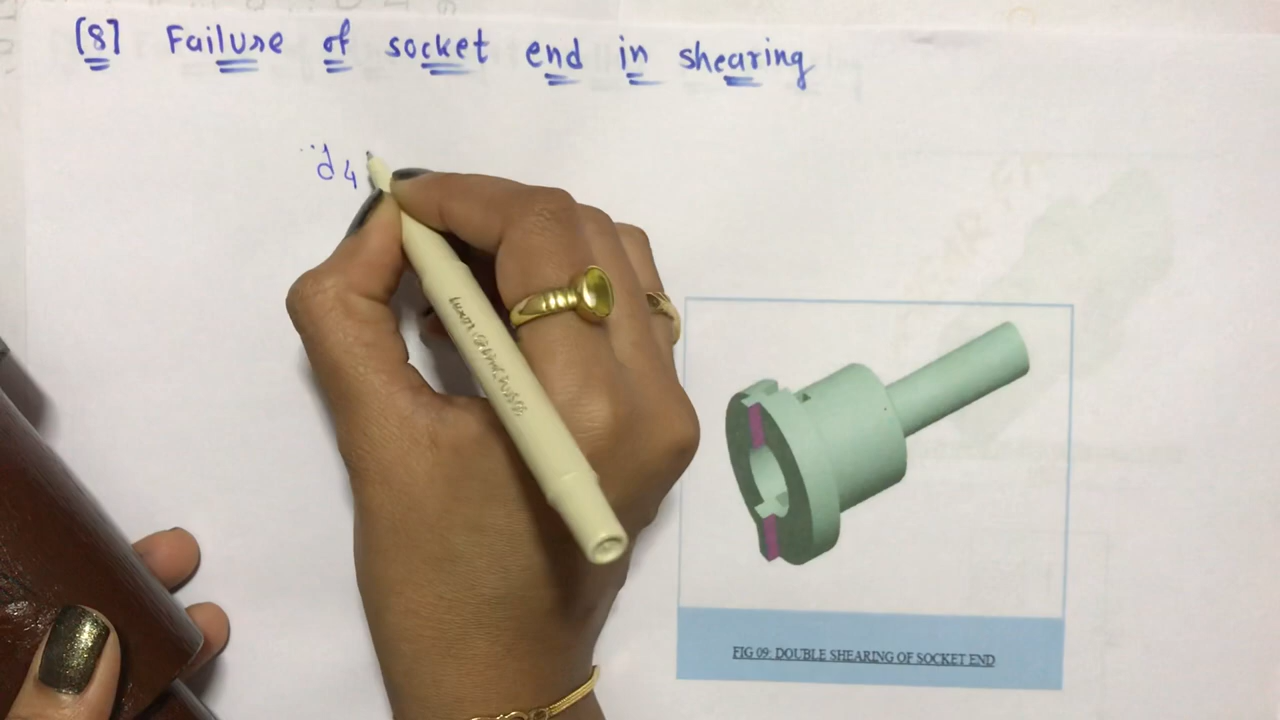 [8] Failure of socket end in shearing
d4
FIG 09: DOUBLE SHEARING OF SOCKET END